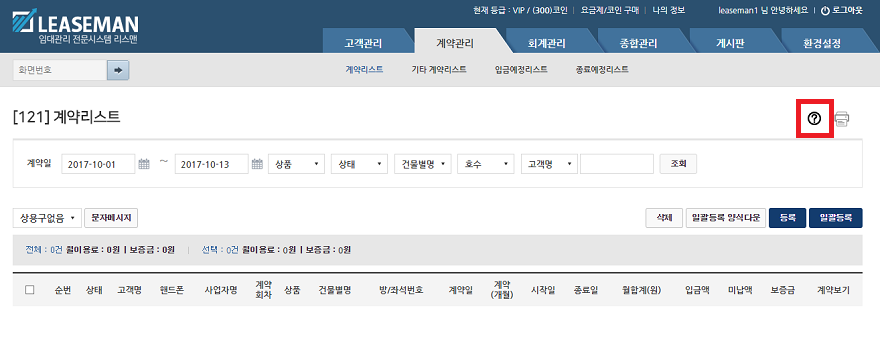 현재 등급 : VIP / (300)코인 | 요금제/코인 구매 | 나의 정보 leaseman1 님 안녕하세요 | 로그아웃
LEASEMAN
임대관리 전문시스템 리스맨
고객관리 계약관리 회계관리 종합관리 게시판 환경설정
화면번호 계약리스트 기타 계약리스트 입금예정리스트 종료예정리스트
[121] 계약리스트
계약일 2017-10-01 ~ 2017-10-13 상품 상태 건물별명 호수 고객명 조회
상용구없음 문자메시지 삭제 일괄등록 양식다운 등록 일괄등록
전체 : 0건 월이용료 : 0원 | 보증금 : 0원 | 선택 : 0건 월이용료 : 0원 | 보증금 : 0원
순번 상태 고객명 핸드폰 사업자명 계약 회차 상품 건물별명 방/좌석번호 계약일 계약 (개월) 시작일 종료일 월합계(원) 입금액 미납액 보증금 계약보기